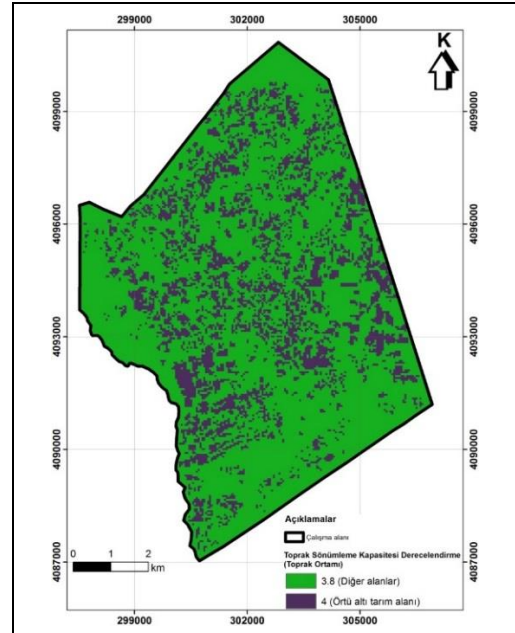 299000 302000 305000
K
4099000 4099000
4096000 4096000
4093000 4093000
4090000 4090000
4087000 4087000
Açıklamalar
Çalışma alanı
Toprak Sönümleme Kapasitesi Derecelendirme
(Toprak Ortamı)
3.8 (Diğer alanlar)
4 (Örtü altı tarım alanı)
0 1 2
km
299000 302000 305000